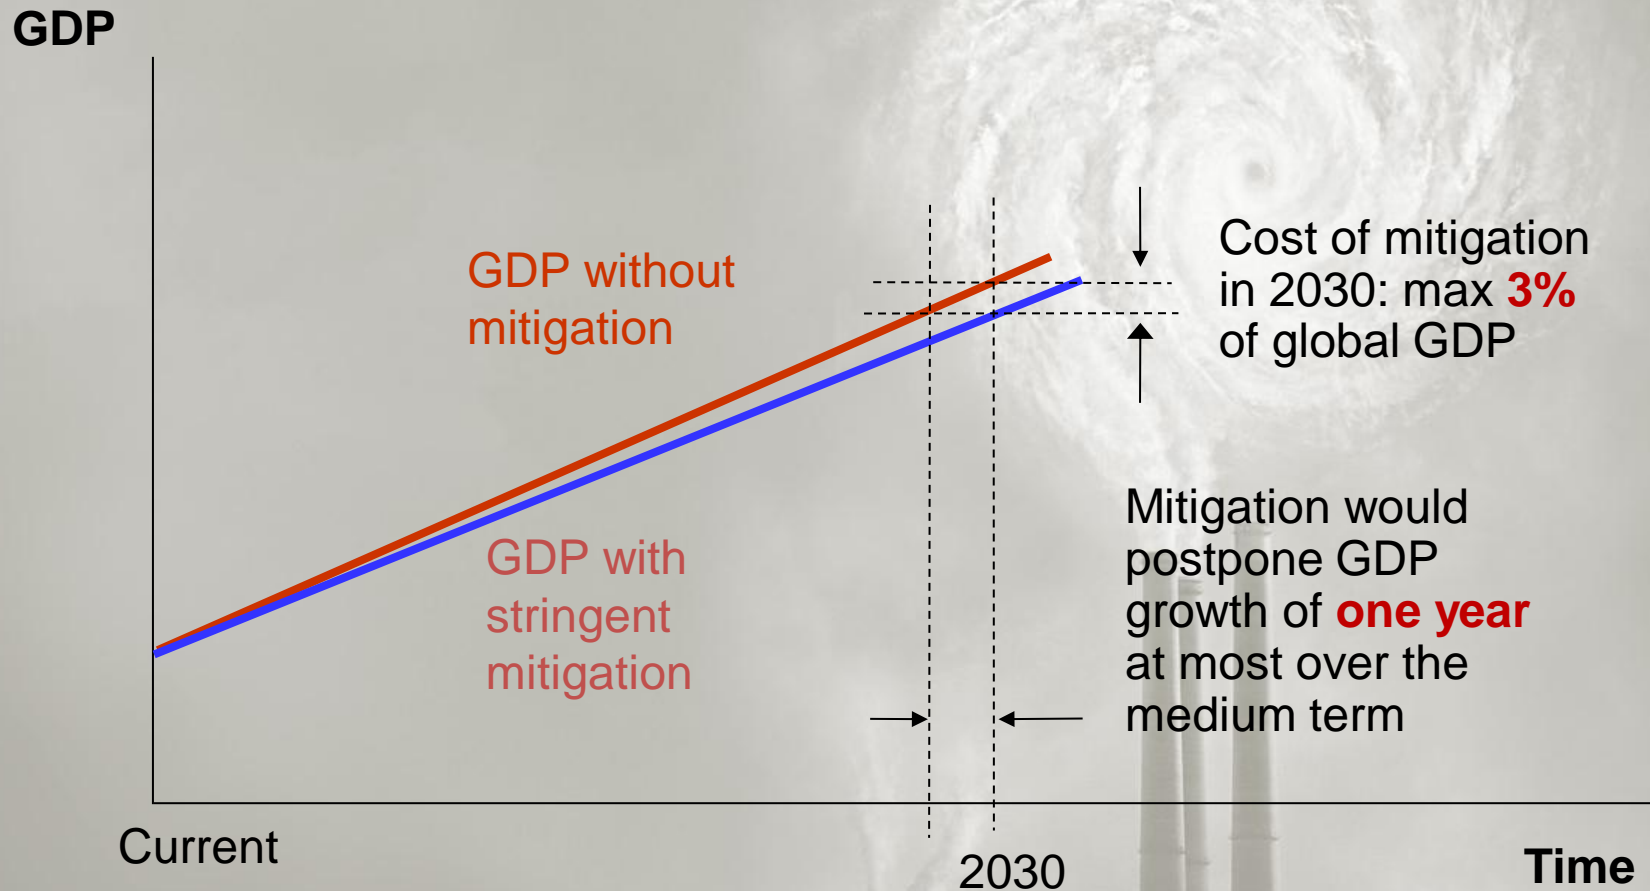 GDP
GDP without
mitigation
Cost of mitigation
in 2030: max 3%
of global GDP
GDP with
stringent
mitigation
Mitigation would
postpone GDP
growth of one year
at most over the
medium term
Current
2030
Time